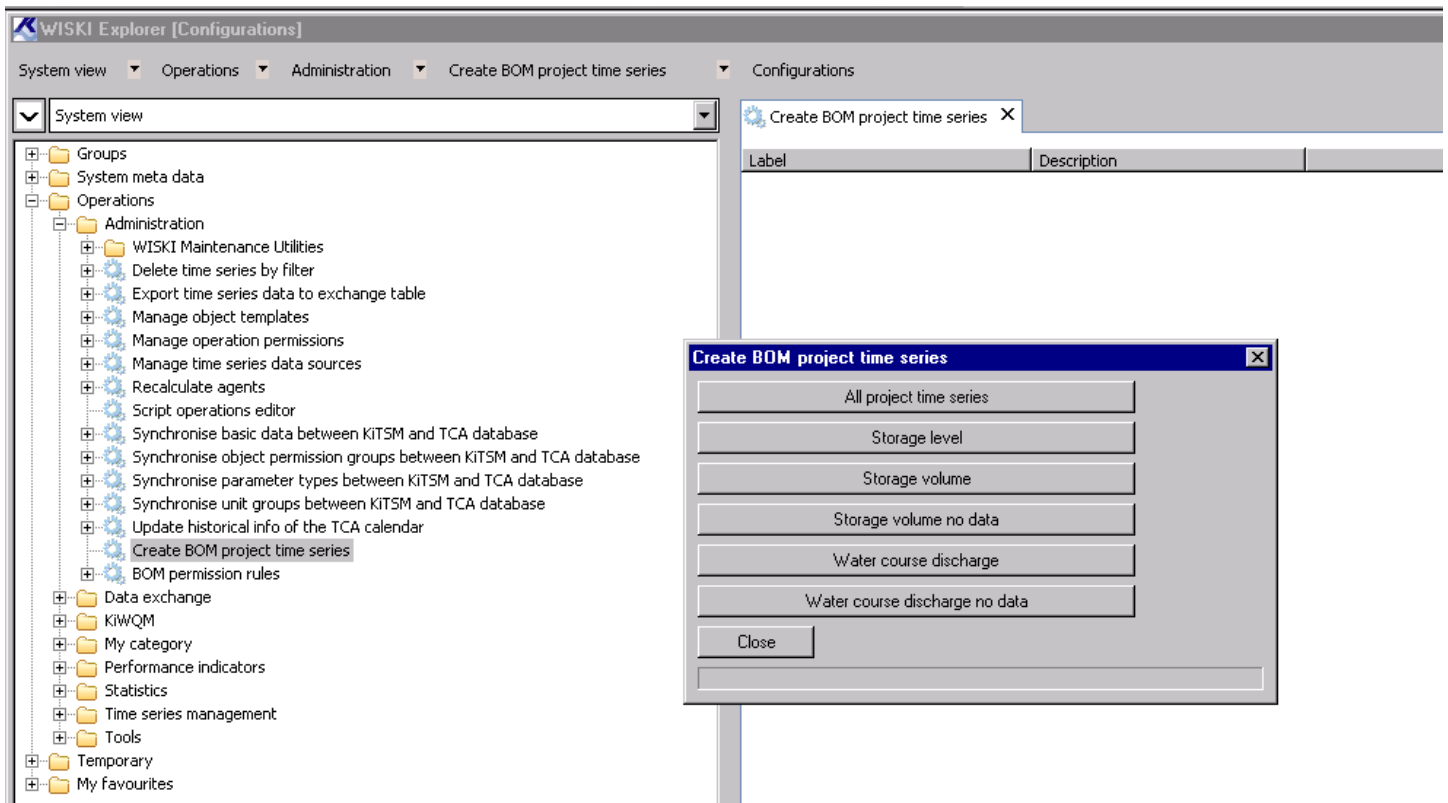 WISKI Explorer [Configurations]
System view Operations Administration Create BOM project time series Configurations
System view
Groups
System meta data
Operations
Administration
WISKI Maintenance Utilities
Delete time series by filter
Export time series data to exchange table
Manage object templates
Manage operation permissions
Manage time series data sources
Recalculate agents
Script operations editor
Synchronise basic data between KiTSM and TCA database
Synchronise object permission groups between KiTSM and TCA database
Synchronise parameter types between KiTSM and TCA database
Synchronise unit groups between KiTSM and TCA database
Update historical info of the TCA calendar
Create BOM project time series
BOM permission rules
Data exchange
KiWQM
My category
Performance indicators
Statistics
Time series management
Tools
Temporary
My favourites
Create BOM project time series
Label Description
Create BOM project time series
All project time series
Storage level
Storage volume
Storage volume no data
Water course discharge
Water course discharge no data
Close